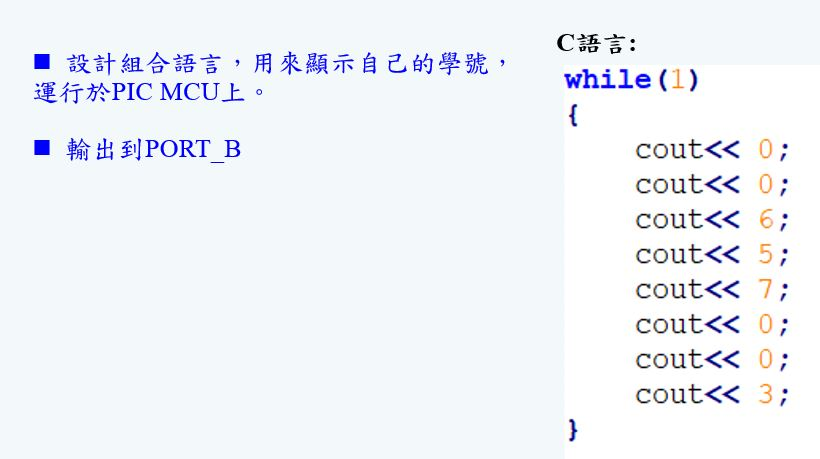 ■ 設計組合語言，用來顯示自己的學號，
運行於PIC MCU上。
■ 輸出到PORT_B
C語言:
while(1)
{
cout<< 0;
cout<< 0;
cout<< 6;
cout<< 5;
cout<< 7;
cout<< 0;
cout<< 0;
cout<< 3;
}